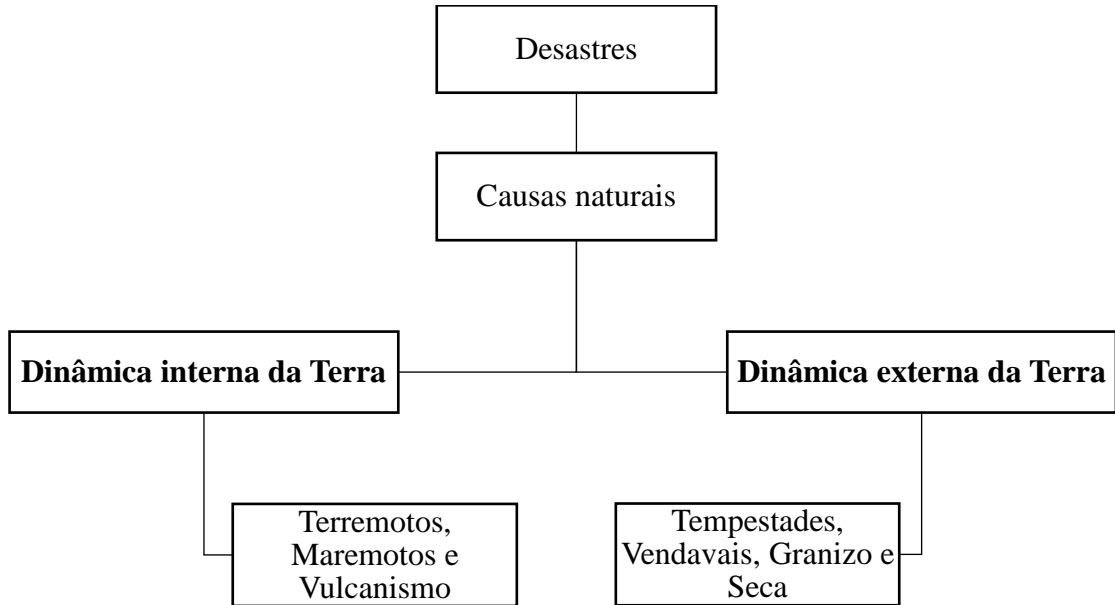 Desastres
Causas naturais
Dinâmica interna da Terra
Dinâmica externa da Terra
Terremotos,
Maremotos e
Vulcanismo
Tempestades,
Vendavais, Granizo e
Seca